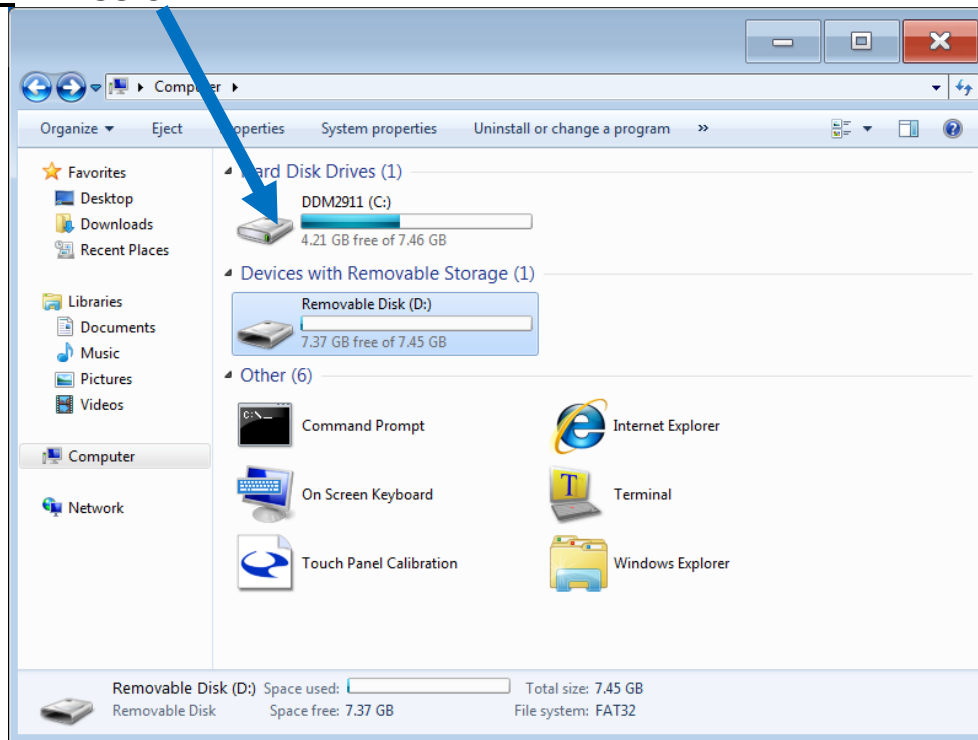 Computer
Organize
Eject
Properties
System properties
Uninstall or change a program
»
Favorites
Desktop
Downloads
Recent Places
Libraries
Documents
Music
Pictures
Videos
Computer
Network
Hard Disk Drives (1)
DDM2911 (C:)
4.21 GB free of 7.46 GB
Devices with Removable Storage (1)
Removable Disk (D:)
7.37 GB free of 7.45 GB
Other (6)
C:\_
Command Prompt
Internet Explorer
On Screen Keyboard
T
Terminal
Touch Panel Calibration
Windows Explorer
Removable Disk (D:) Space used: Total size: 7.45 GB
Removable Disk Space free: 7.37 GB File system: FAT32